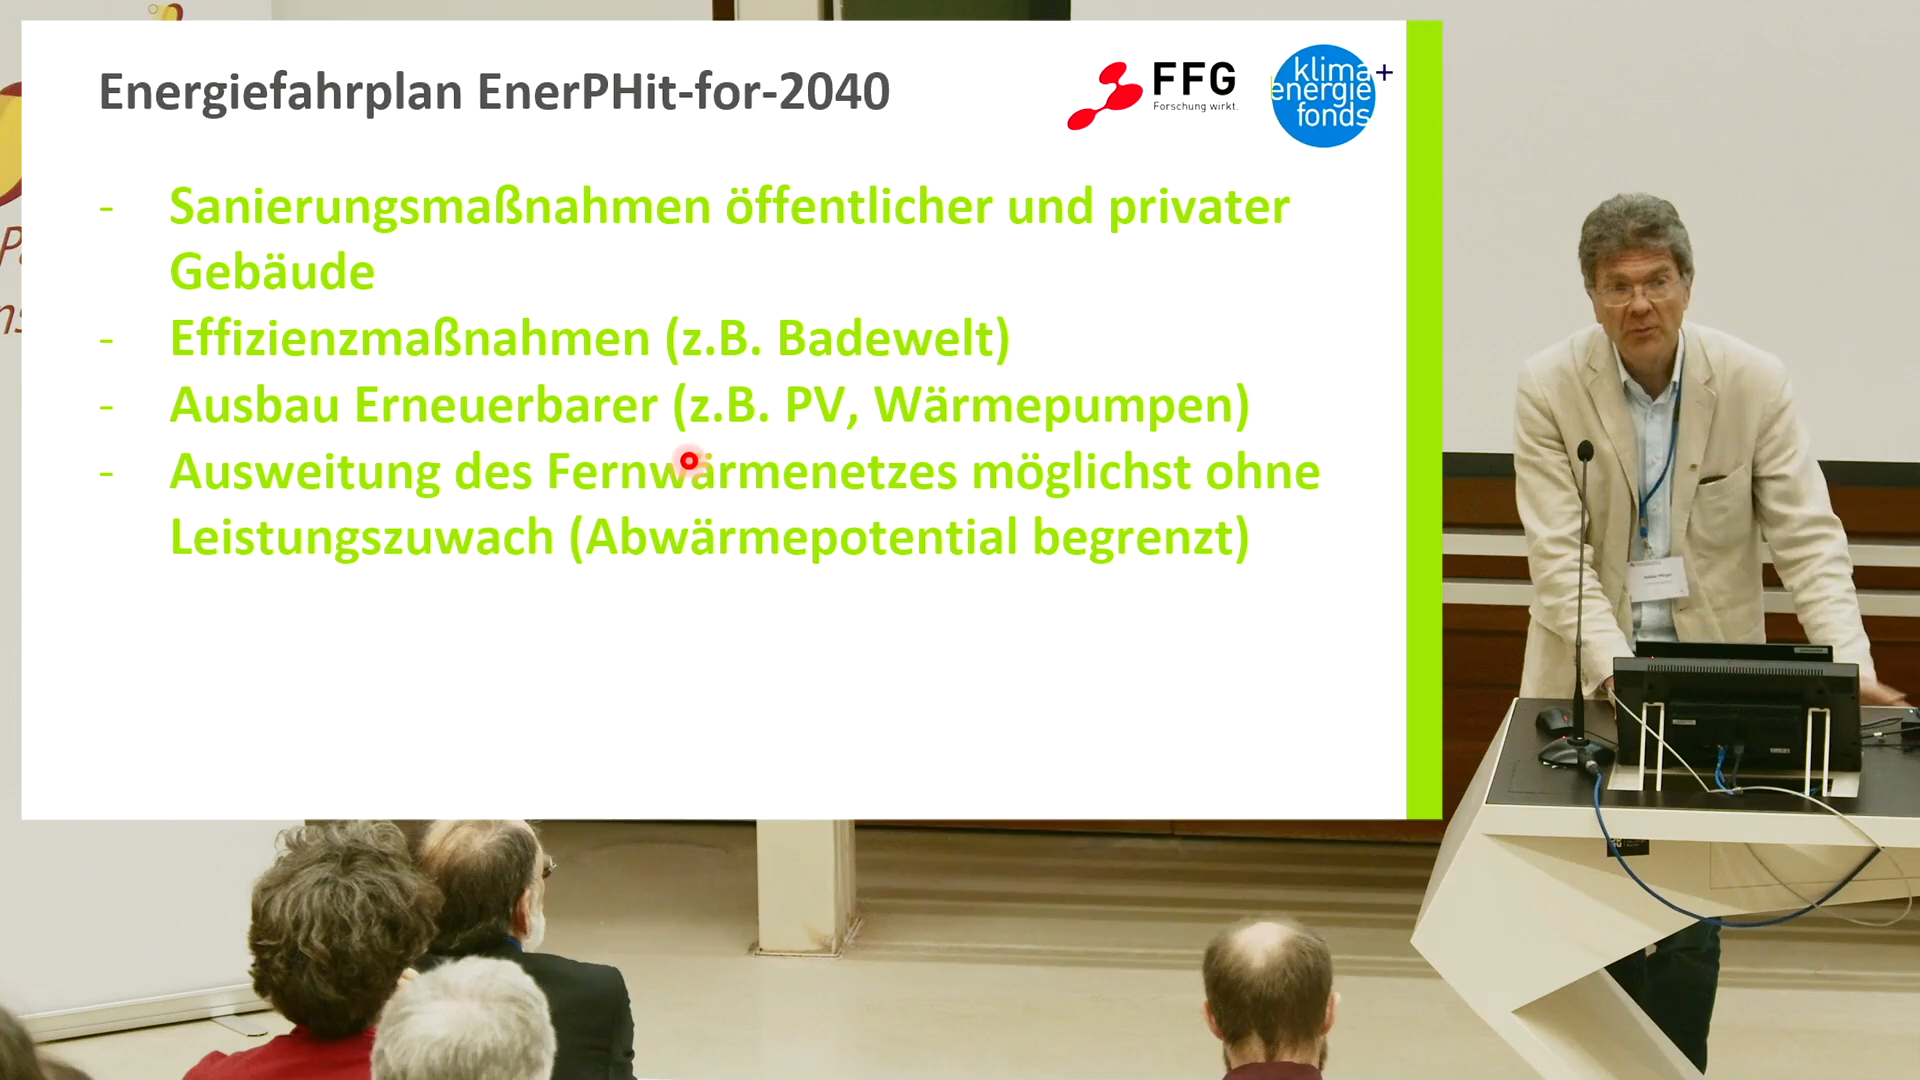 Energiefahrplan EnerPHit-for-2040
FFG
Forschung wirkt.
klima+
energie
fonds
- Sanierungsmaßnahmen öffentlicher und privater
Gebäude
- Effizienzmaßnahmen (z.B. Badewelt)
- Ausbau Erneuerbarer (z.B. PV, Wärmepumpen)
- Ausweitung des Fernwärmenetzes möglichst ohne
Leistungszuwach (Abwärmepotential begrenzt)